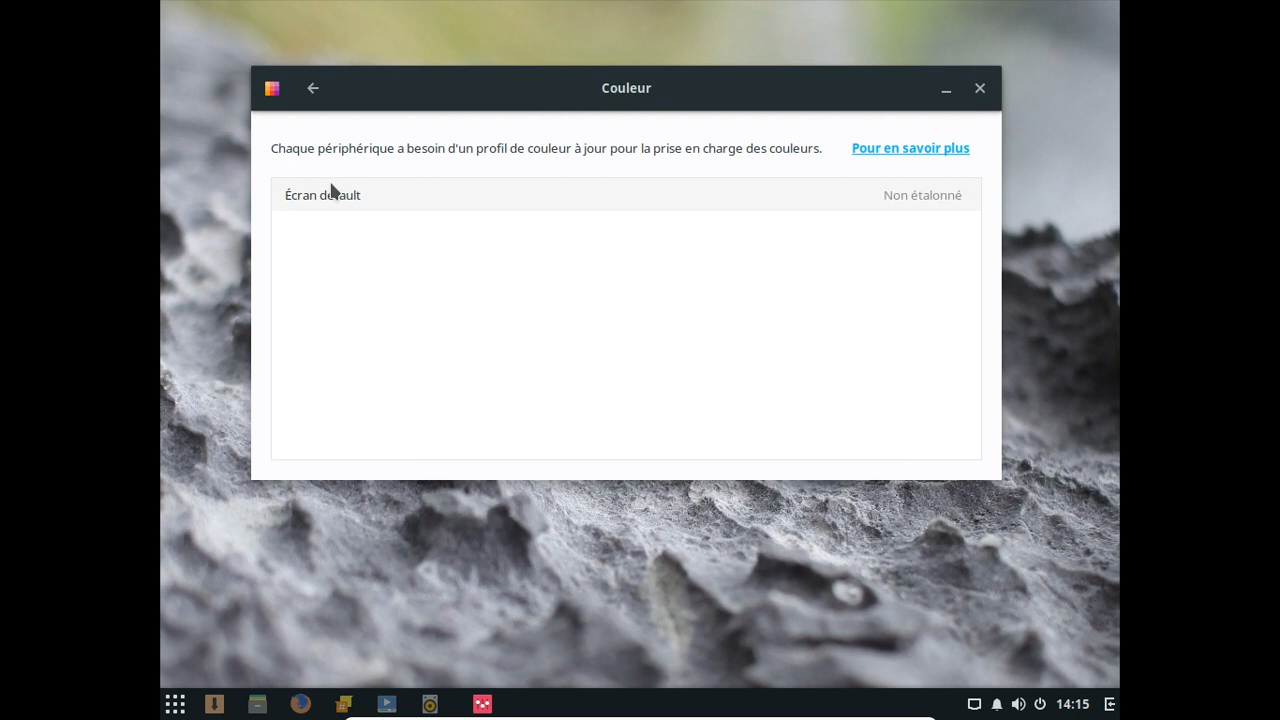 Couleur
Chaque périphérique a besoin d'un profil de couleur à jour pour la prise en charge des couleurs. Pour en savoir plus
Écran default Non étalonné
14:15